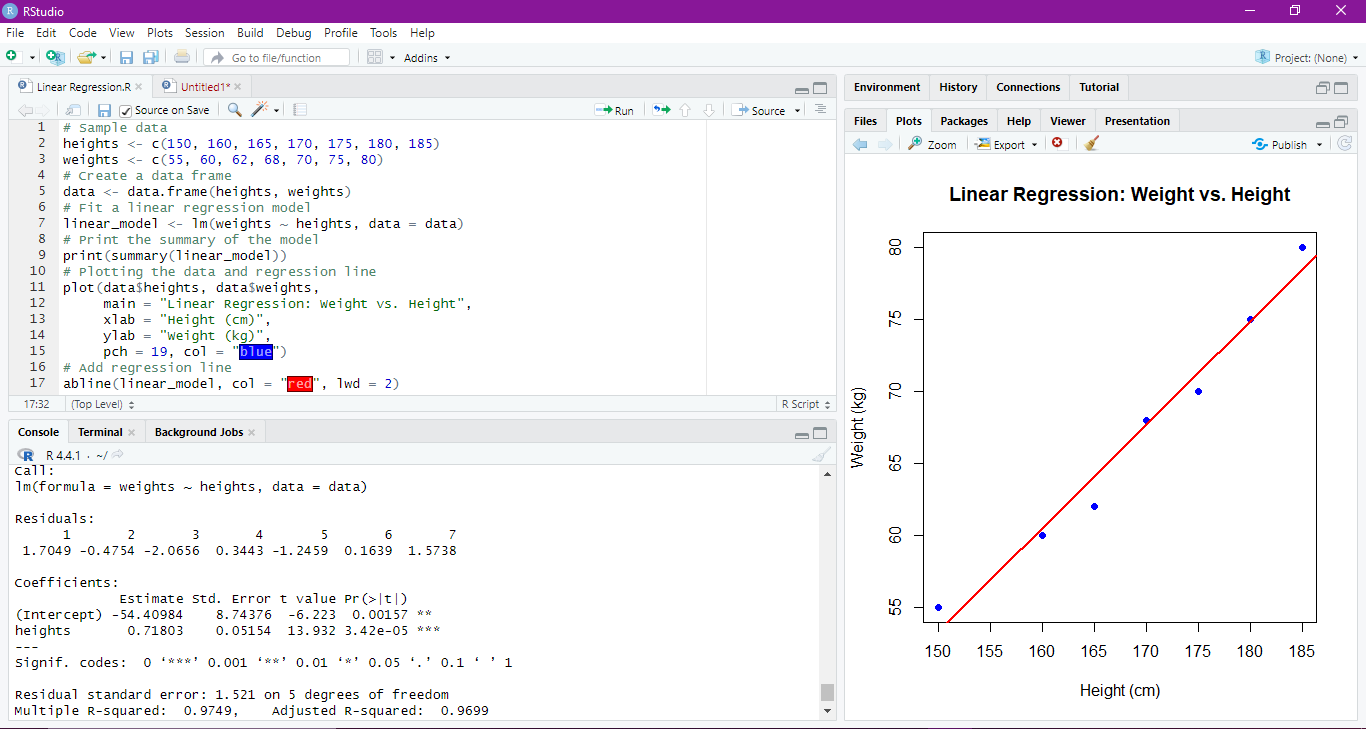 RStudio
File Edit Code View Plots Session Build Debug Profile Tools Help
Go to file/function Addins Project: (None)
Linear Regression.R Untitled1*
Source on Save Run Source
1 # Sample data
2 heights <- c(150, 160, 165, 170, 175, 180, 185)
3 weights <- c(55, 60, 62, 68, 70, 75, 80)
4 # Create a data frame
5 data <- data.frame(heights, weights)
6 # Fit a linear regression model
7 linear_model <- lm(weights ~ heights, data = data)
8 # Print the summary of the model
9 print(summary(linear_model))
10 # Plotting the data and regression line
11 plot(data$heights, data$weights,
12 main = "Linear Regression: Weight vs. Height",
13 xlab = "Height (cm)",
14 ylab = "Weight (kg)",
15 pch = 19, col = "blue")
16 # Add regression line
17 abline(linear_model, col = "red", lwd = 2)
17:32 (Top Level) R Script
Console Terminal Background Jobs
R 4.4.1 · ~/
Call:
lm(formula = weights ~ heights, data = data)
Residuals:
1 2 3 4 5 6 7
1.7049 -0.4754 -2.0656 0.3443 -1.2459 0.1639 1.5738
Coefficients:
Estimate Std. Error t value Pr(>|t|)
(Intercept) -54.40984 8.74376 -6.223 0.00157 **
heights 0.71803 0.05154 13.932 3.42e-05 ***
---
Signif. codes: 0 ‘***’ 0.001 ‘**’ 0.01 ‘*’ 0.05 ‘.’ 0.1 ‘ ’ 1
Residual standard error: 1.521 on 5 degrees of freedom
Multiple R-squared: 0.9749, Adjusted R-squared: 0.9699
Environment History Connections Tutorial
Files Plots Packages Help Viewer Presentation
Zoom Export Publish
Linear Regression: Weight vs. Height
Weight (kg)
80
75
70
65
60
55
150 155 160 165 170 175 180 185
Height (cm)